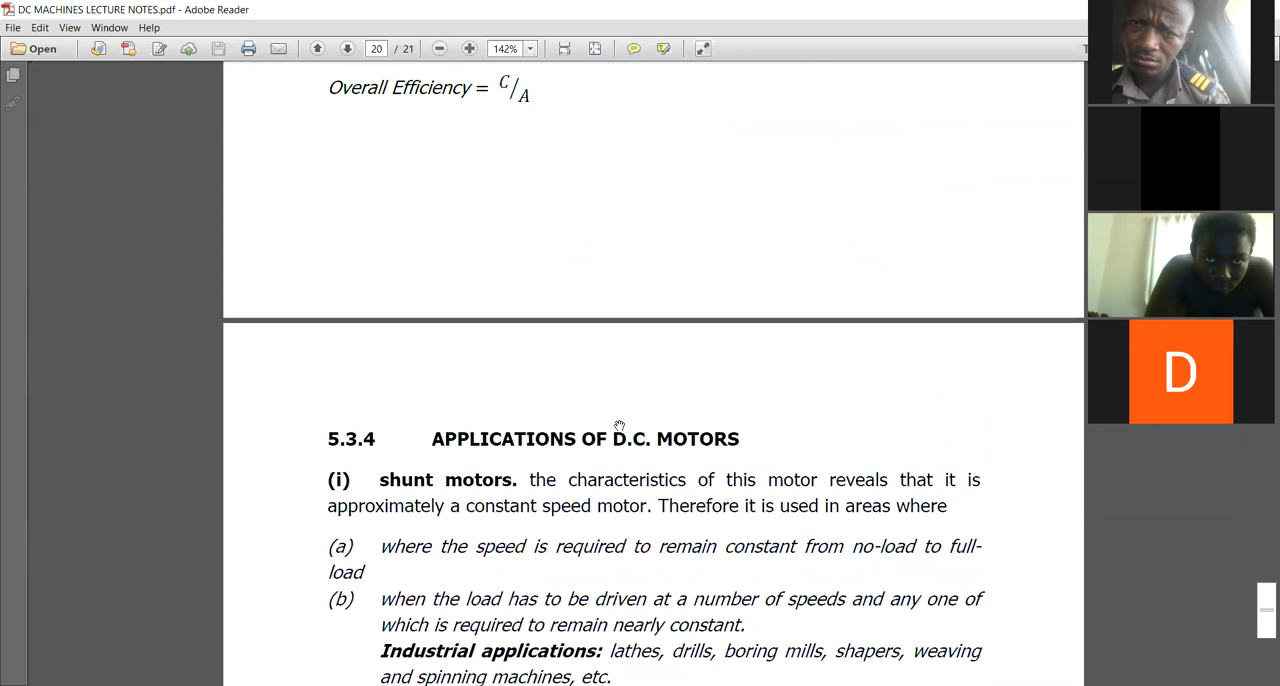 DC MACHINES LECTURE NOTES.pdf - Adobe Reader
File Edit View Window Help
Open 20 / 21 142%
Overall Efficiency = C/A
D
5.3.4 APPLICATIONS OF D.C. MOTORS
(i) shunt motors. the characteristics of this motor reveals that it is
approximately a constant speed motor. Therefore it is used in areas where
(a) where the speed is required to remain constant from no-load to full-
load
(b) when the load has to be driven at a number of speeds and any one of
which is required to remain nearly constant.
Industrial applications: lathes, drills, boring mills, shapers, weaving
and spinning machines, etc.